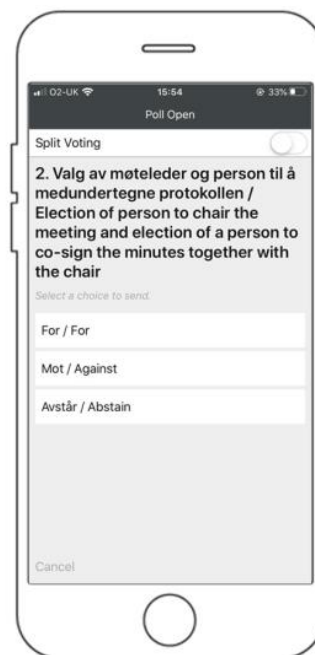 O2-UK 15:54 33%
Poll Open
Split Voting
2. Valg av møteleder og person til å
medundertegne protokollen /
Election of person to chair the
meeting and election of a person to
co-sign the minutes together with
the chair
Select a choice to send.
For / For
Mot / Against
Avstår / Abstain
Cancel